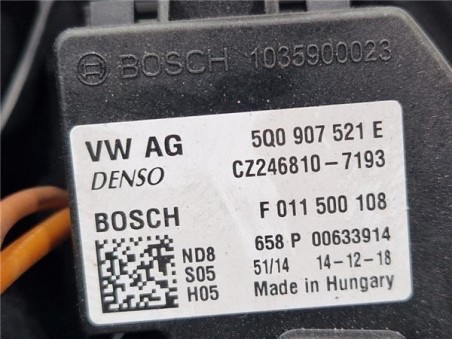 BOSCH 1035900023
VW AG 5Q0 907 521 E
DENSO CZ246810-7193
BOSCH F 011 500 108
ND8 658 P 00633914
S05 51/14 14-12-18
H05 Made in Hungary